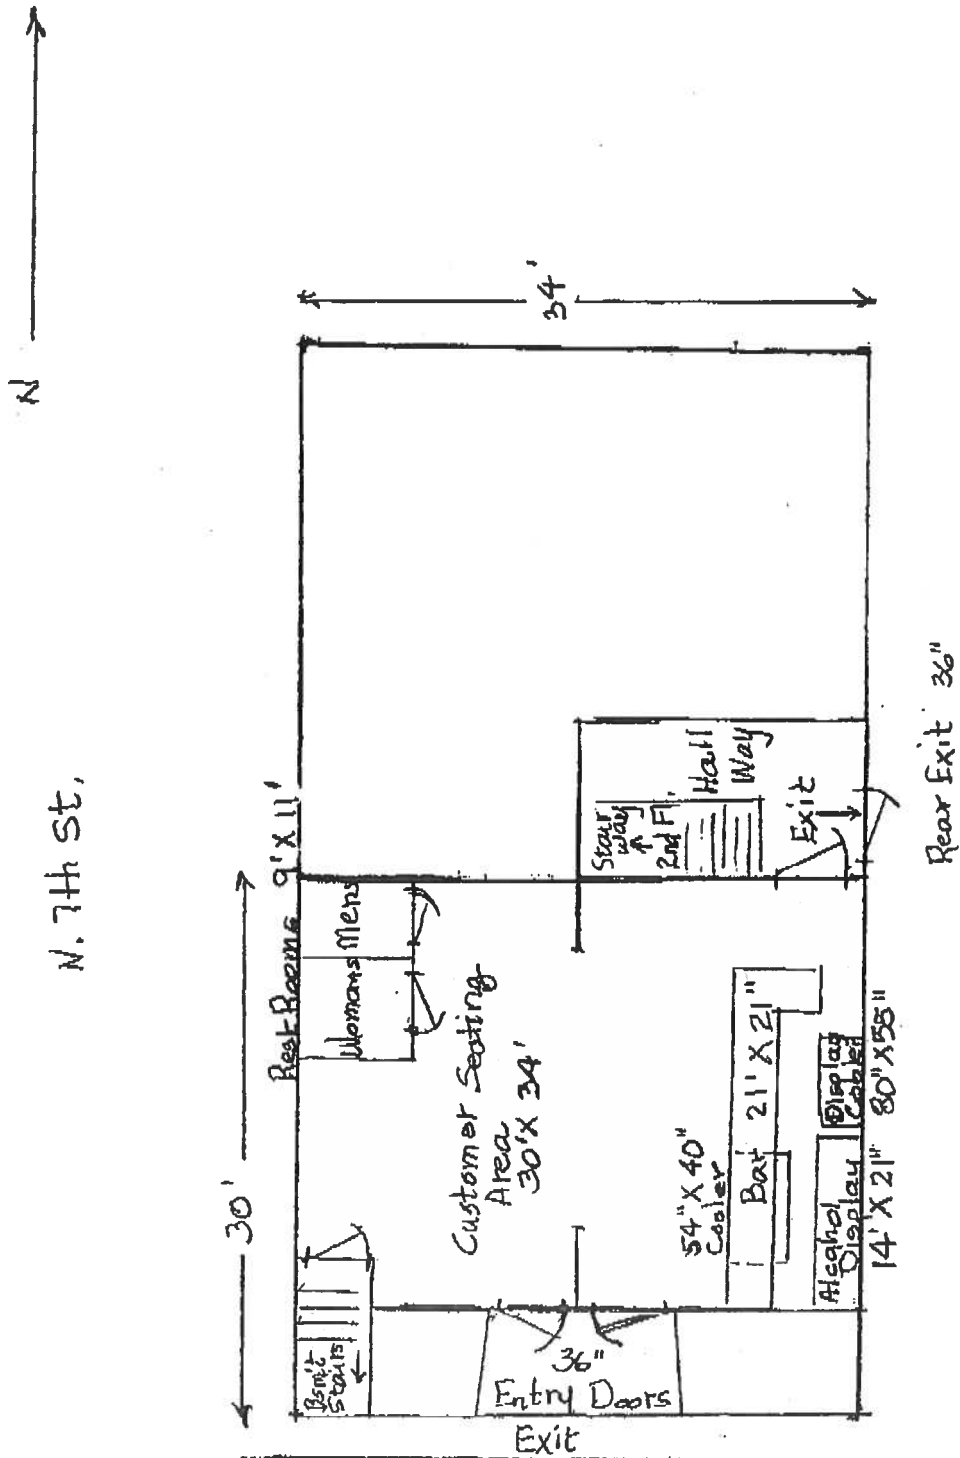 N
34'
N. 7th St.
Rest Rooms 9' X 11'
Womans
Mens
30'
Customer Seating
Area
30' X 34'
Stair
way
2nd Fl.
Hall
Way
Exit
Rear Exit 36"
54" X 40"
Cooler
Bar 21' X 21"
Display
Cooler
80" X 55"
Alcohol
Display
14' X 21"
Bsm't
Stairs
36"
Entry Doors
Exit